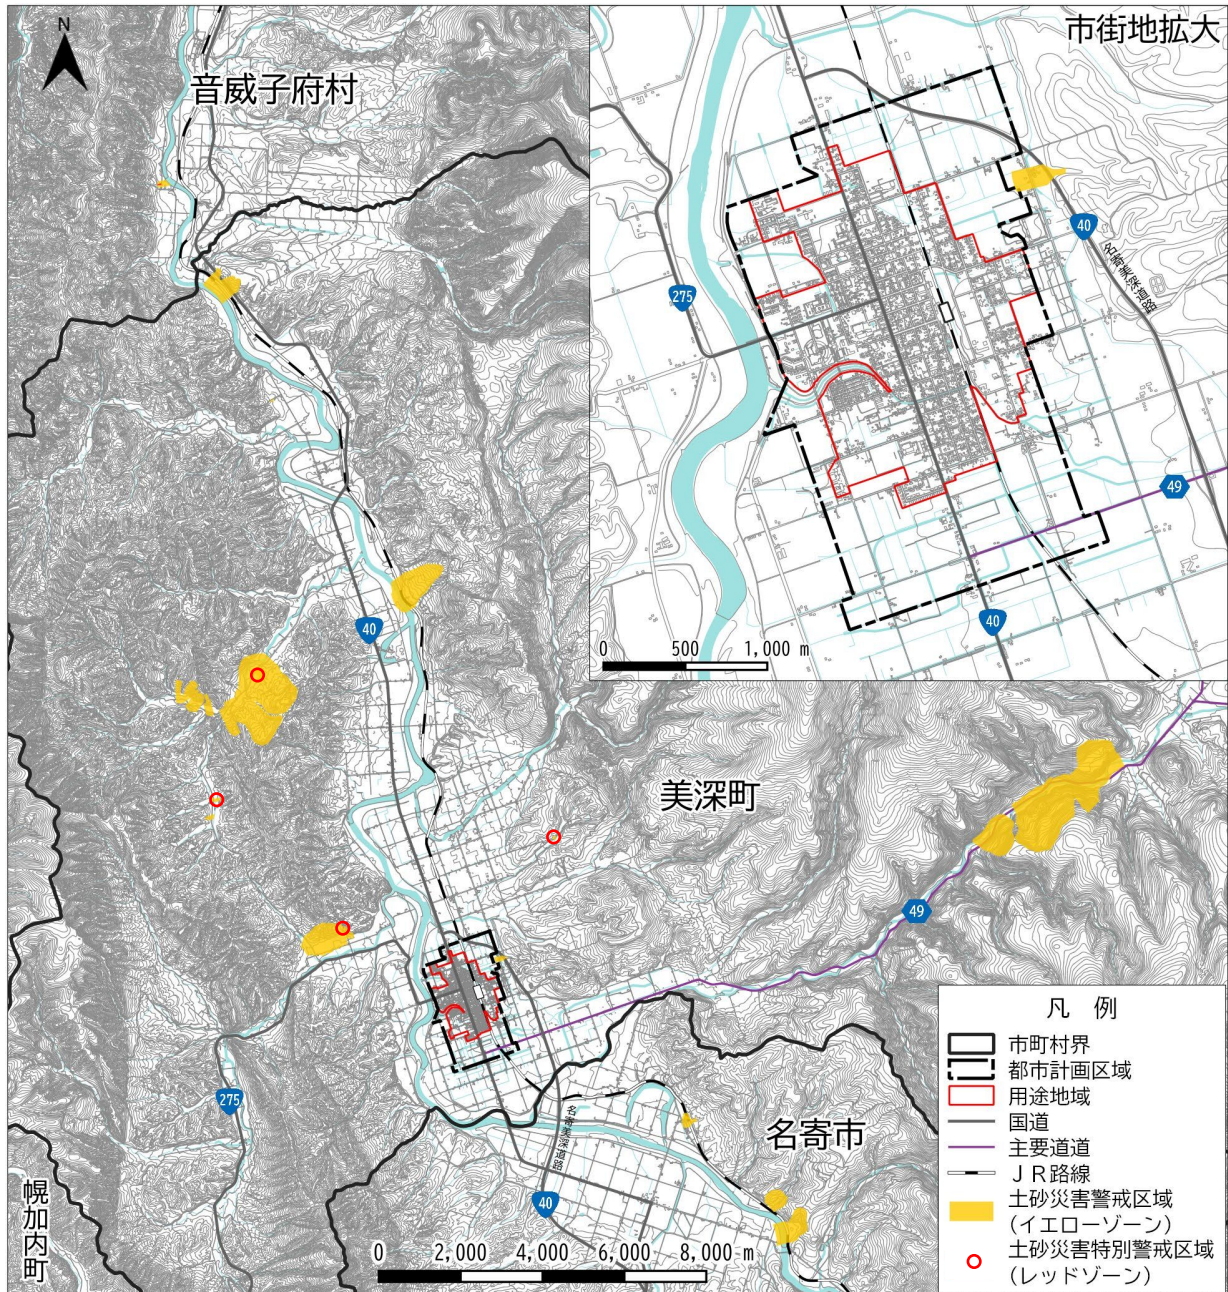 N
音威子府村
市街地拡大
40
275
名寄美深道路
49
40
0 500 1,000 m
40
美深町
49
275
名寄美深道路
名寄市
40
幌加内町
0 2,000 4,000 6,000 8,000 m
凡 例
市町村界
都市計画区域
用途地域
国道
主要道道
ＪＲ路線
土砂災害警戒区域
(イエローゾーン)
土砂災害特別警戒区域
(レッドゾーン)